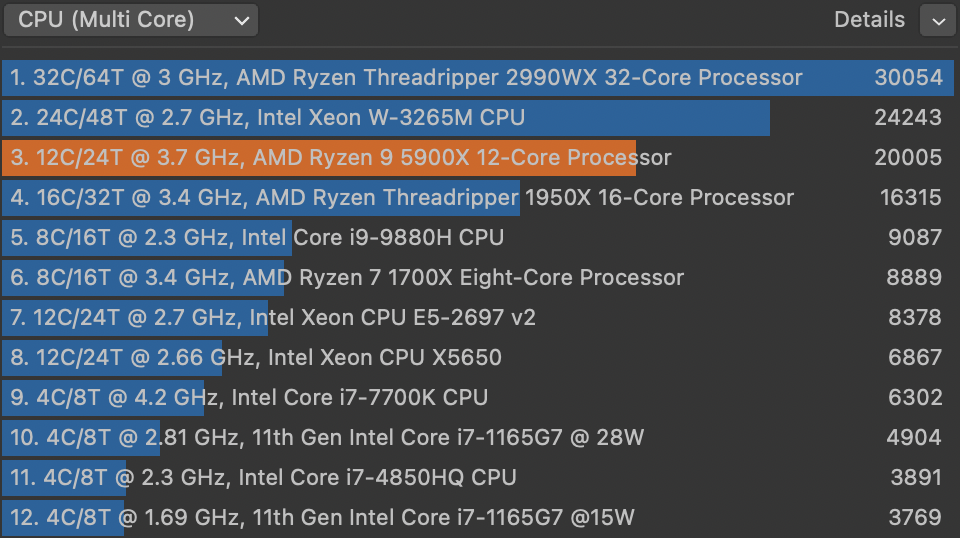 CPU (Multi Core) Details
1. 32C/64T @ 3 GHz, AMD Ryzen Threadripper 2990WX 32-Core Processor 30054
2. 24C/48T @ 2.7 GHz, Intel Xeon W-3265M CPU 24243
3. 12C/24T @ 3.7 GHz, AMD Ryzen 9 5900X 12-Core Processor 20005
4. 16C/32T @ 3.4 GHz, AMD Ryzen Threadripper 1950X 16-Core Processor 16315
5. 8C/16T @ 2.3 GHz, Intel Core i9-9880H CPU 9087
6. 8C/16T @ 3.4 GHz, AMD Ryzen 7 1700X Eight-Core Processor 8889
7. 12C/24T @ 2.7 GHz, Intel Xeon CPU E5-2697 v2 8378
8. 12C/24T @ 2.66 GHz, Intel Xeon CPU X5650 6867
9. 4C/8T @ 4.2 GHz, Intel Core i7-7700K CPU 6302
10. 4C/8T @ 2.81 GHz, 11th Gen Intel Core i7-1165G7 @ 28W 4904
11. 4C/8T @ 2.3 GHz, Intel Core i7-4850HQ CPU 3891
12. 4C/8T @ 1.69 GHz, 11th Gen Intel Core i7-1165G7 @15W 3769